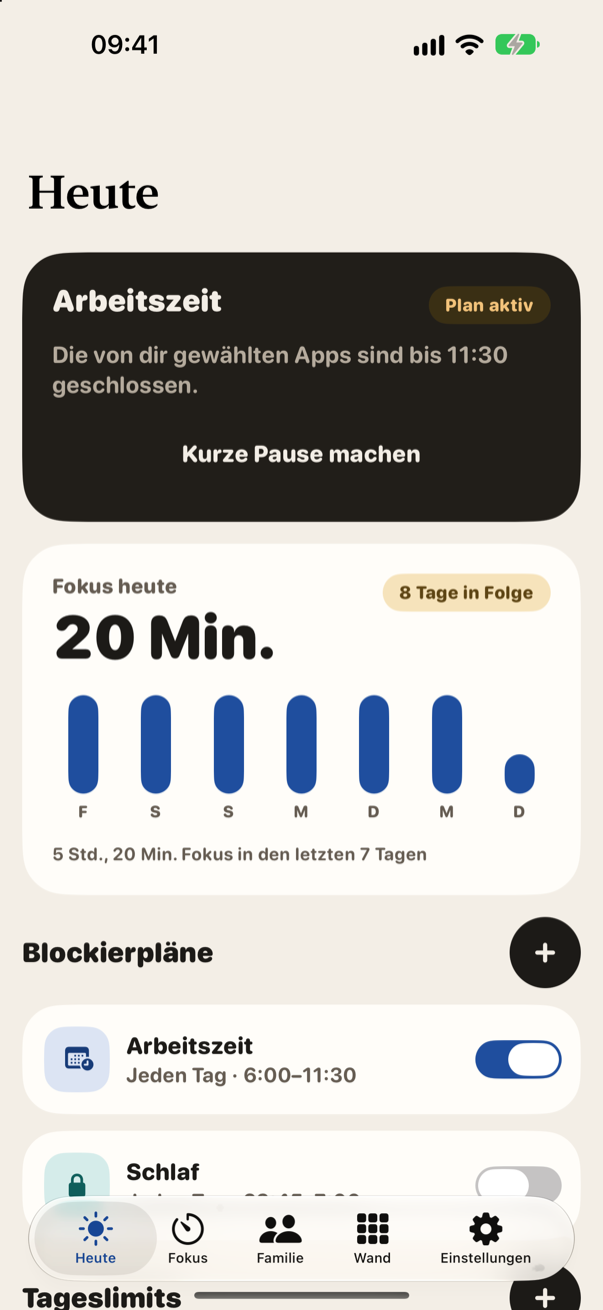 09:41
Heute
Arbeitszeit
Plan aktiv
Die von dir gewählten Apps sind bis 11:30
geschlossen.
Kurze Pause machen
Fokus heute
8 Tage in Folge
20 Min.
F S S M D M D
5 Std., 20 Min. Fokus in den letzten 7 Tagen
Blockierpläne
+
Arbeitszeit
Jeden Tag · 6:00–11:30
Schlaf
Heute
Fokus
Familie
Wand
Einstellungen
Tageslimits
+